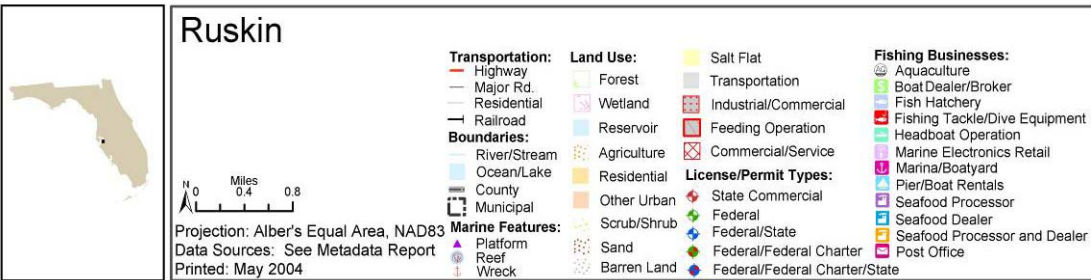 Ruskin
N
Miles
0 0.4 0.8
Projection: Alber's Equal Area, NAD83
Data Sources: See Metadata Report
Printed: May 2004
Transportation:
Highway
Major Rd.
Residential
Railroad
Boundaries:
River/Stream
Ocean/Lake
County
Municipal
Marine Features:
Platform
Reef
Wreck
Land Use:
Forest
Wetland
Reservoir
Agriculture
Residential
Other Urban
Scrub/Shrub
Sand
Barren Land
Salt Flat
Transportation
Industrial/Commercial
Feeding Operation
Commercial/Service
License/Permit Types:
State Commercial
Federal
Federal/State
Federal/Federal Charter
Federal/Federal Charter/State
Fishing Businesses:
Aquaculture
Boat Dealer/Broker
Fish Hatchery
Fishing Tackle/Dive Equipment
Headboat Operation
Marine Electronics Retail
Marina/Boatyard
Pier/Boat Rentals
Seafood Processor
Seafood Dealer
Seafood Processor and Dealer
Post Office